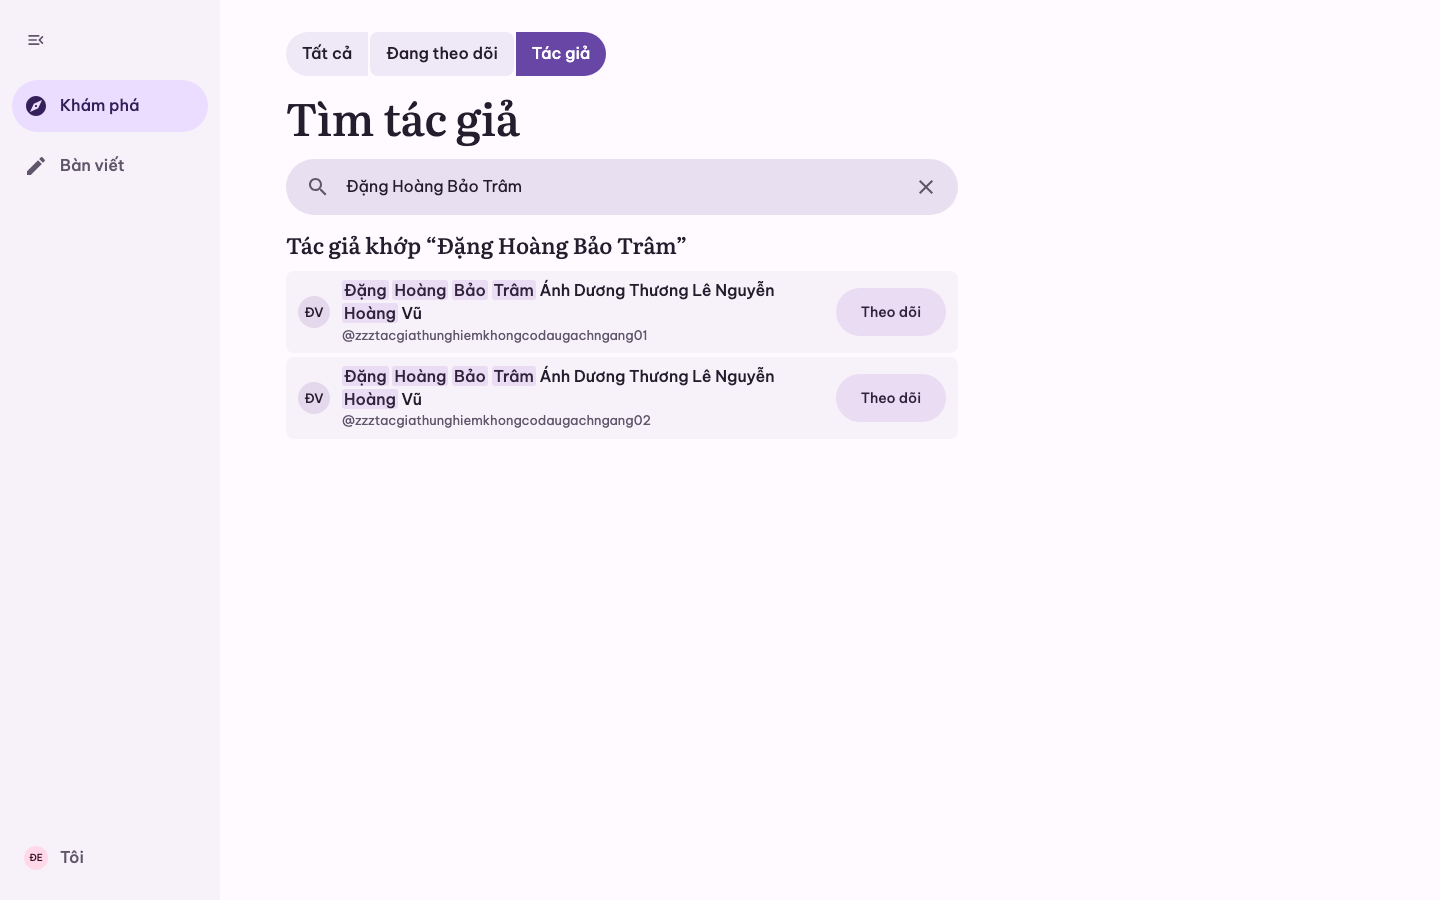 Khám phá
Bàn viết
ĐE Tôi
Tất cả Đang theo dõi Tác giả
Tìm tác giả
Đặng Hoàng Bảo Trâm
Tác giả khớp “Đặng Hoàng Bảo Trâm”
ĐV
Đặng Hoàng Bảo Trâm Ánh Dương Thương Lê Nguyễn
Hoàng Vũ
@zzztacgiathunghiemkhongcodaugachngang01
Theo dõi
ĐV
Đặng Hoàng Bảo Trâm Ánh Dương Thương Lê Nguyễn
Hoàng Vũ
@zzztacgiathunghiemkhongcodaugachngang02
Theo dõi